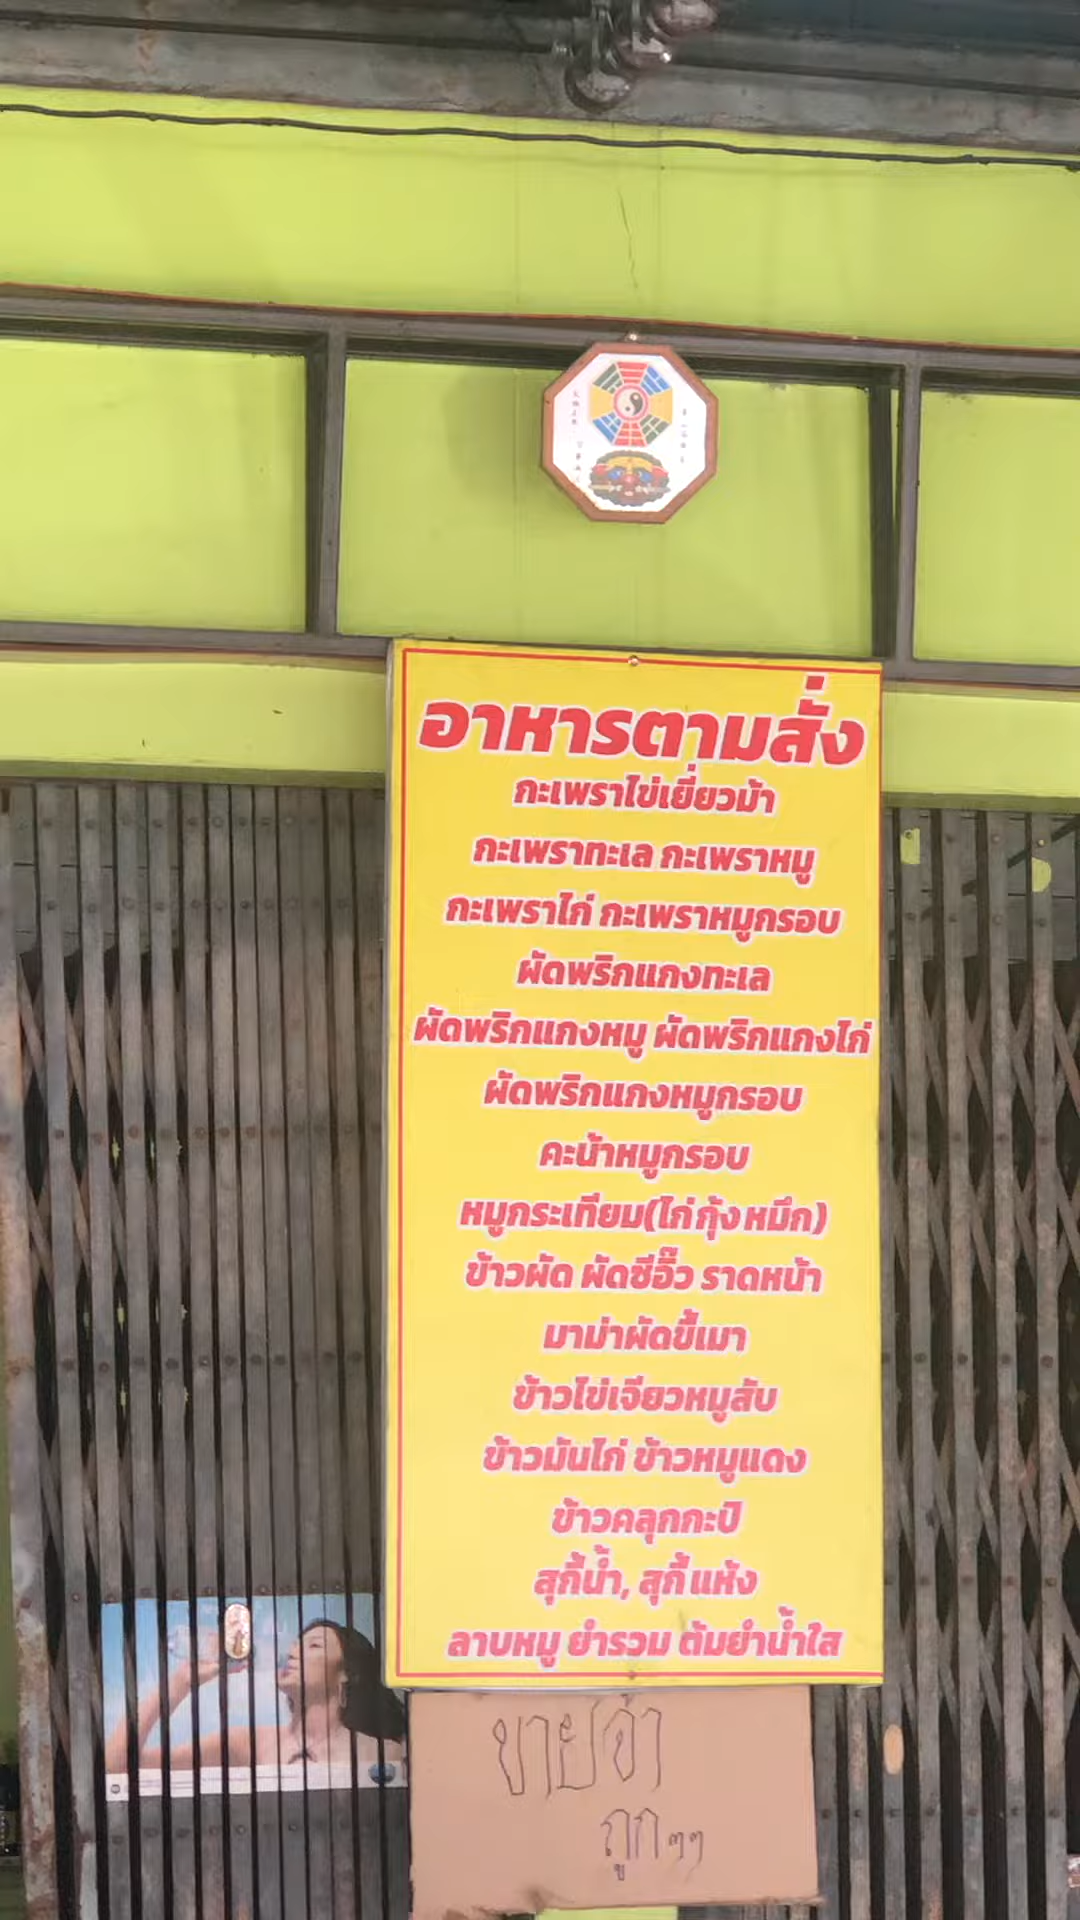 อาหารตามสั่ง
กะเพราไข่เยี่ยวม้า
กะเพราทะเล กะเพราหมู
กะเพราไก่ กะเพราหมูกรอบ
ผัดพริกแกงทะเล
ผัดพริกแกงหมู ผัดพริกแกงไก่
ผัดพริกแกงหมูกรอบ
คะน้าหมูกรอบ
หมูกระเทียม(ไก่ กุ้ง หมึก)
ข้าวผัด ผัดซีอิ๊ว ราดหน้า
มาม่าผัดขี้เมา
ข้าวไข่เจียวหมูสับ
ข้าวมันไก่ ข้าวหมูแดง
ข้าวคลุกกะปิ
สุกี้น้ำ, สุกี้แห้ง
ลาบหมู ยำรวม ต้มยำน้ำใส
ขายจ้า
ถูกๆๆ